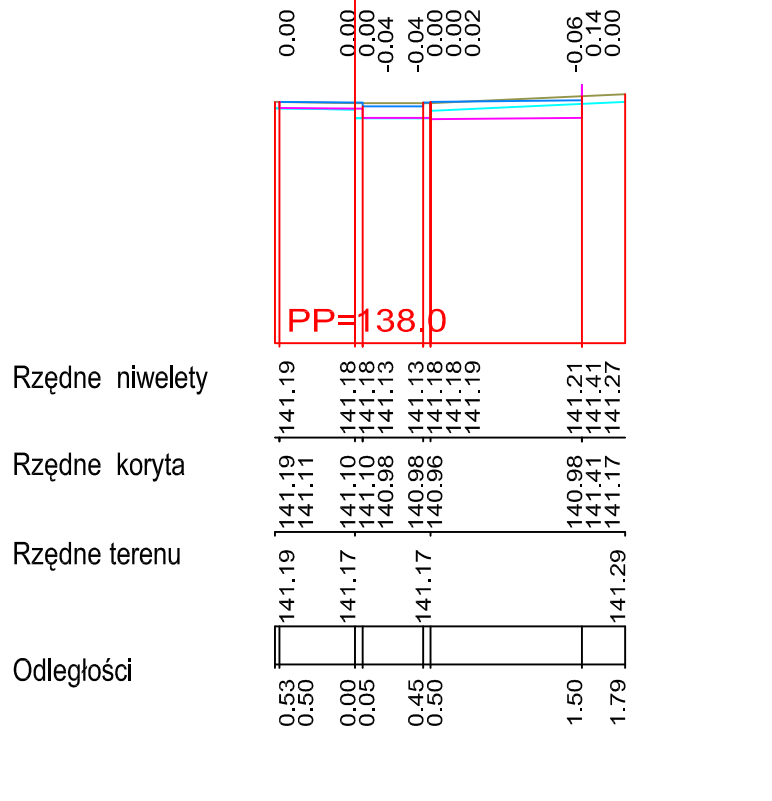 0.00 0.00 0.00 -0.04 -0.04 0.00 0.00 0.02 -0.06 0.14 0.00
PP=138.0
Rzędne niwelety 141.19 141.18 141.18 141.13 141.13 141.18 141.18 141.19 141.21 141.41 141.27
Rzędne koryta 141.19 141.11 141.10 141.10 140.98 140.98 140.96 140.98 141.41 141.17
Rzędne terenu 141.19 141.17 141.17 141.29
Odległości 0.53 0.50 0.00 0.05 0.45 0.50 1.50 1.79